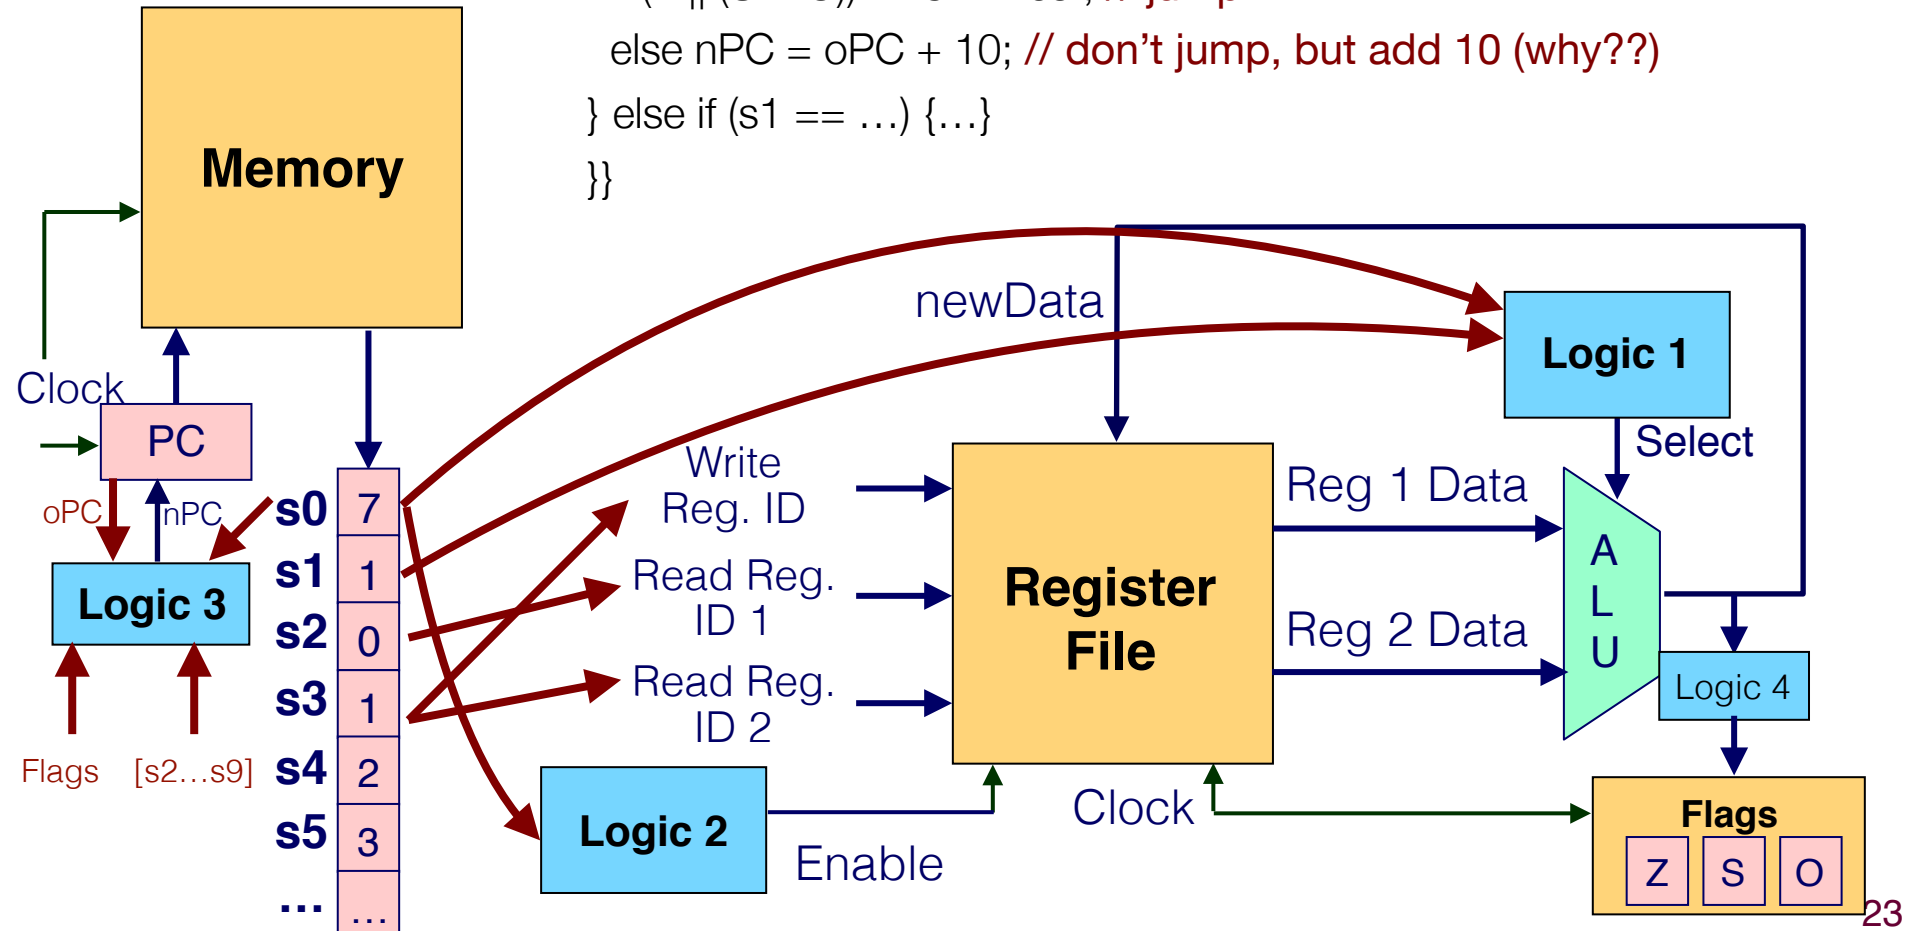 else nPC = oPC + 10; // don't jump, but add 10 (why??)
} else if (s1 == …) {…}
}}
Memory
newData
Logic 1
Clock
PC
Select
oPC
nPC
Write
Reg. ID
Read Reg.
ID 1
Read Reg.
ID 2
Register
File
Reg 1 Data
Reg 2 Data
A
L
U
Logic 3
s0 7
s1 1
s2 0
s3 1
s4 2
s5 3
... ...
Flags
[s2...s9]
Logic 4
Logic 2
Enable
Clock
Flags
Z S O
23